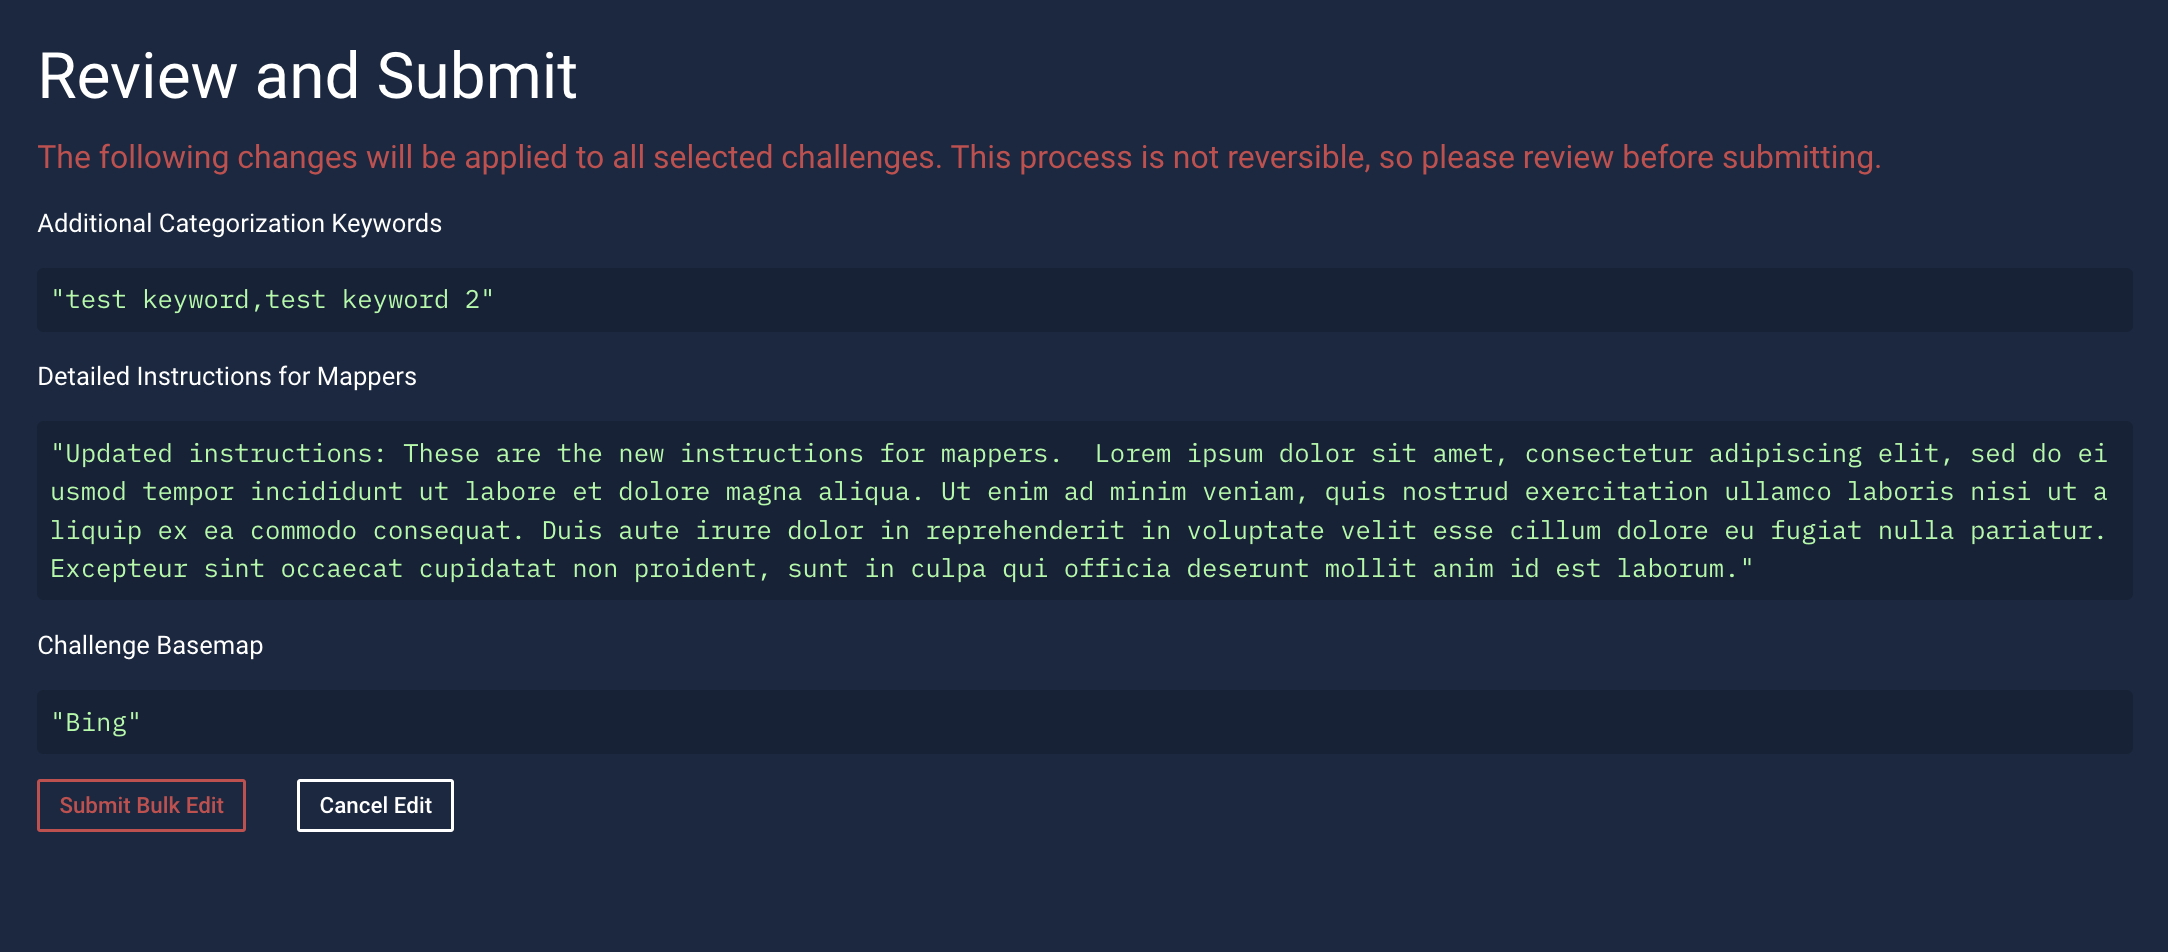 Review and Submit
The following changes will be applied to all selected challenges. This process is not reversible, so please review before submitting.
Additional Categorization Keywords
"test keyword,test keyword 2"
Detailed Instructions for Mappers
"Updated instructions: These are the new instructions for mappers.  Lorem ipsum dolor sit amet, consectetur adipiscing elit, sed do ei
usmod tempor incididunt ut labore et dolore magna aliqua. Ut enim ad minim veniam, quis nostrud exercitation ullamco laboris nisi ut a
liquip ex ea commodo consequat. Duis aute irure dolor in reprehenderit in voluptate velit esse cillum dolore eu fugiat nulla pariatur.
Excepteur sint occaecat cupidatat non proident, sunt in culpa qui officia deserunt mollit anim id est laborum."
Challenge Basemap
"Bing"
Submit Bulk Edit
Cancel Edit